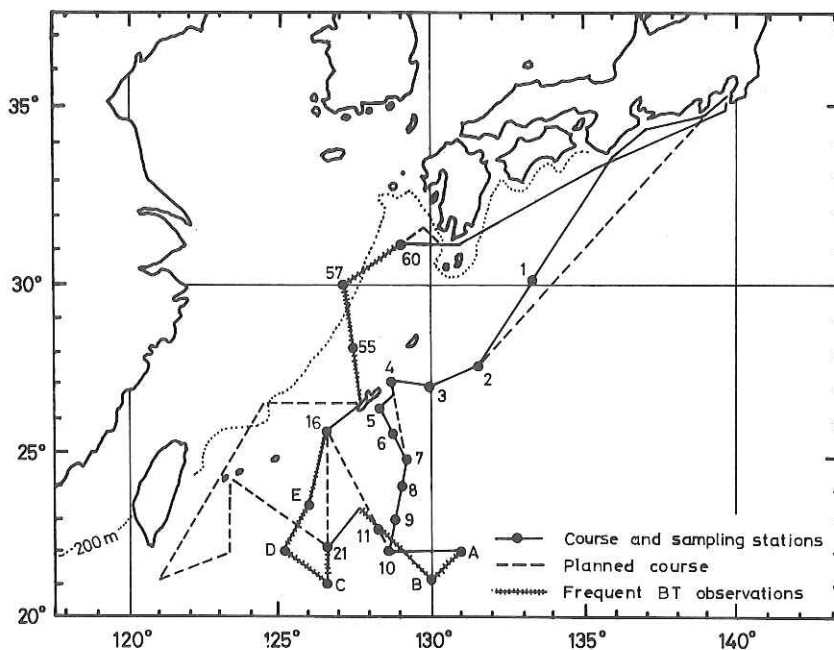 35°
30°
25°
20°
120°
125°
130°
135°
140°
1
2
3
4
5
6
7
8
9
10
11
16
21
55
57
60
A
B
C
D
E
200 m
Course and sampling stations
Planned course
Frequent BT observations